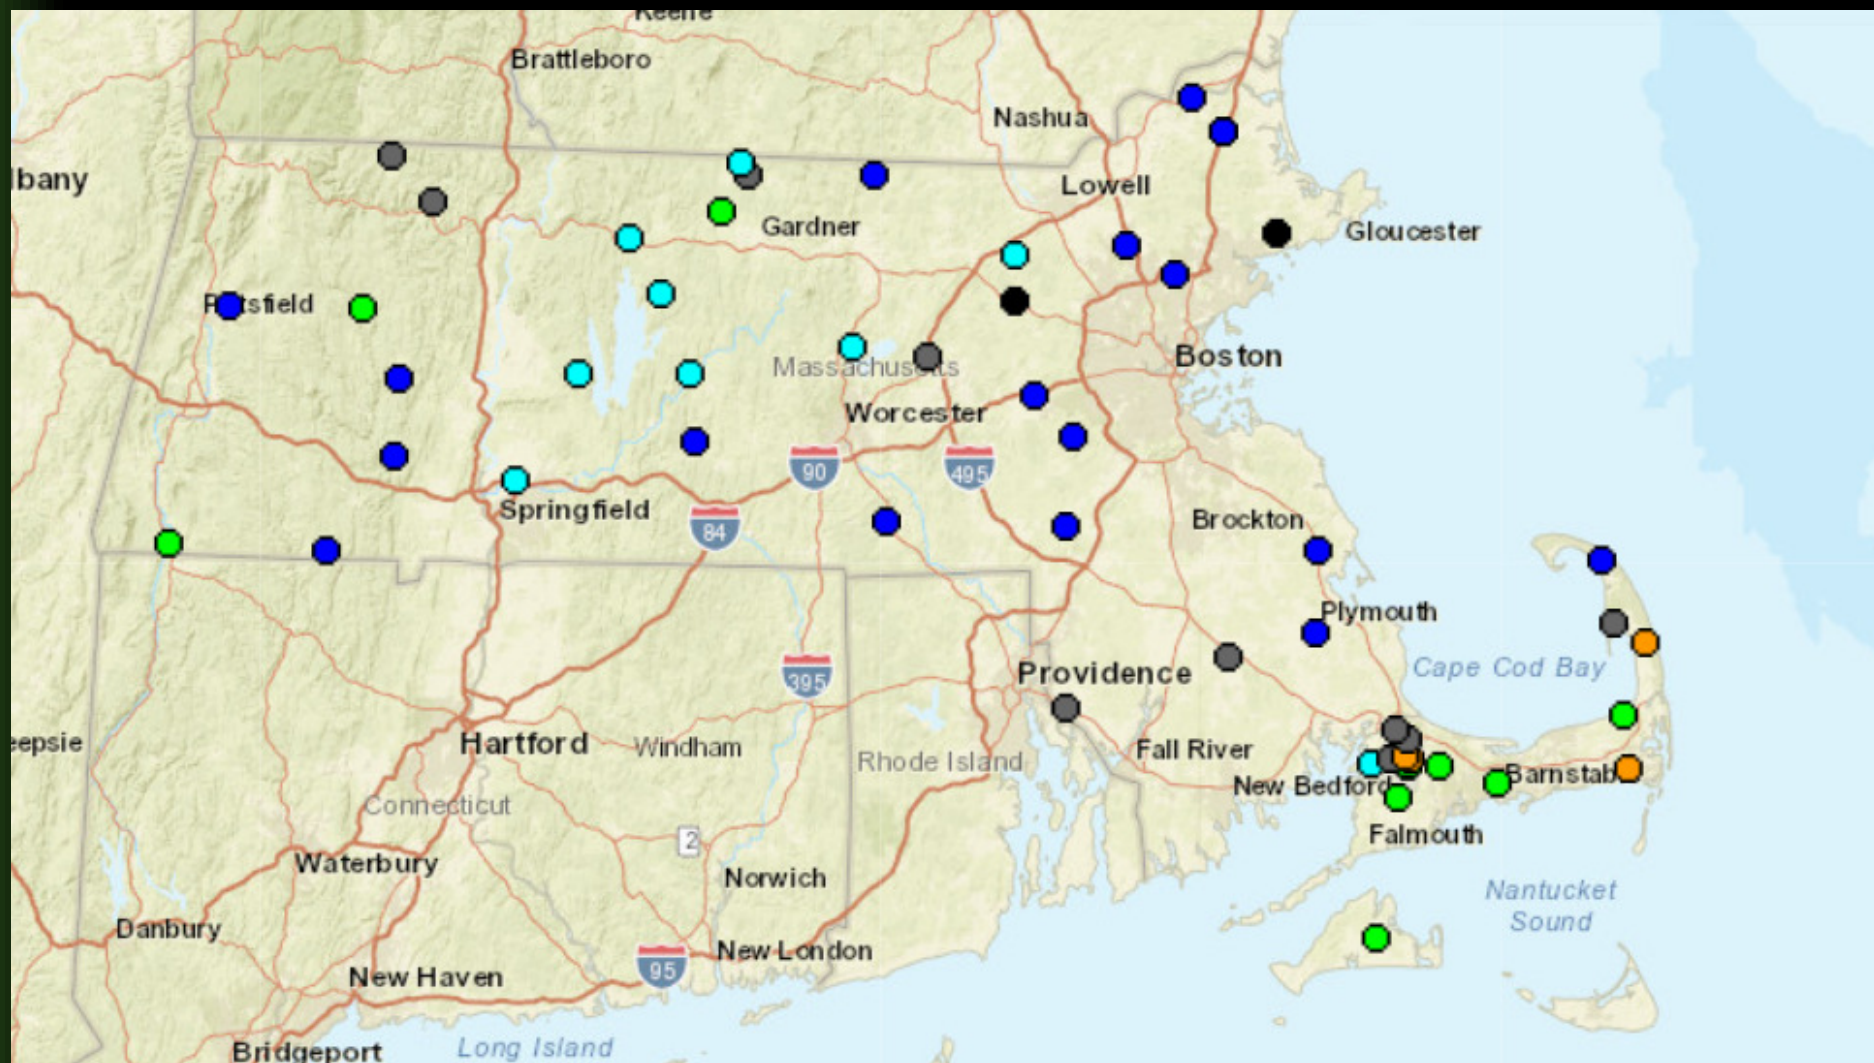 Keene
Brattleboro
Nashua
lbany
Lowell
Gardner
Gloucester
Pittsfield
Boston
Massachusetts
Worcester
90
495
Springfield
84
Brockton
Plymouth
395
Providence
Cape Cod Bay
eepsie
Hartford
Windham
Rhode Island
Fall River
New Bedford
Barnstab
Connecticut
Falmouth
2
Waterbury
Norwich
Nantucket
Sound
Danbury
New London
95
New Haven
Long Island
Bridgeport